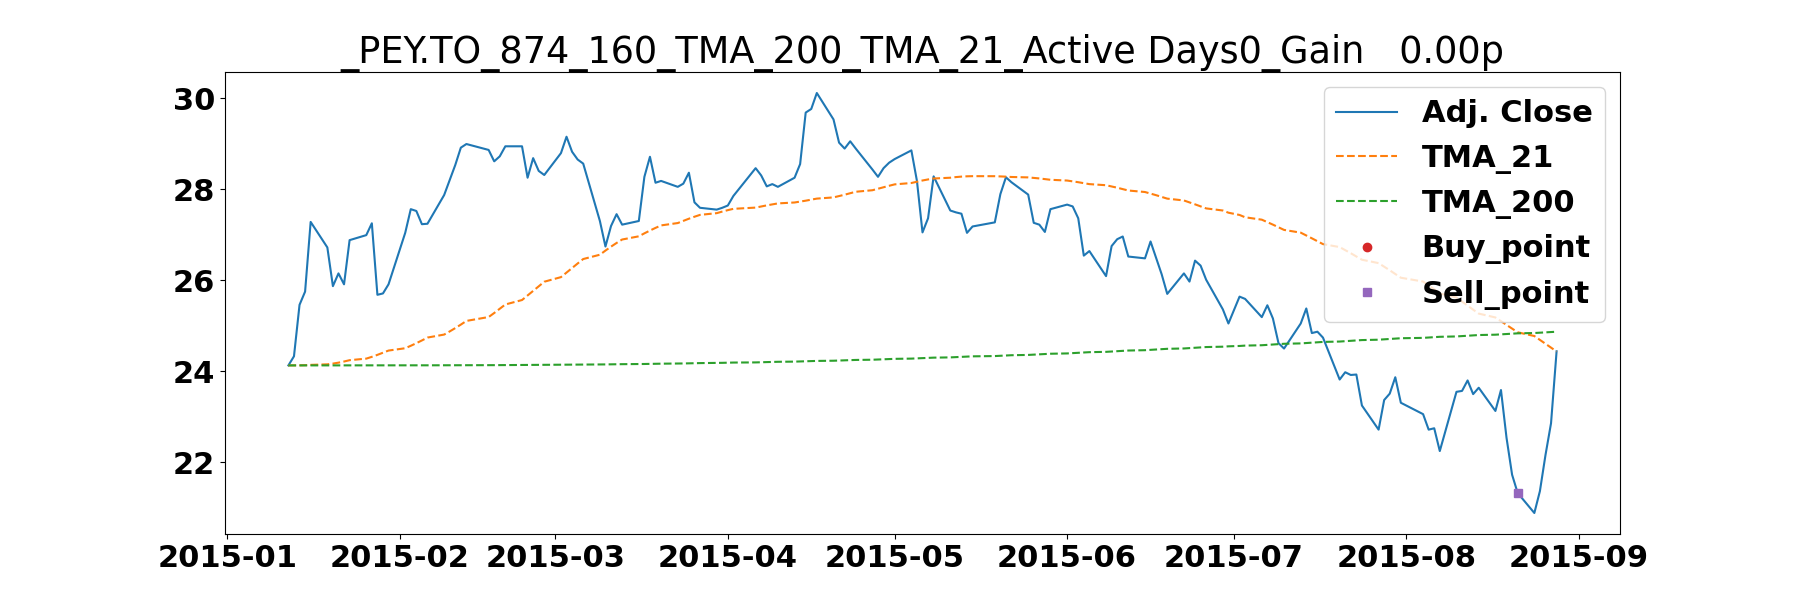 _PEY.TO_874_160_TMA_200_TMA_21_Active Days0_Gain   0.00p
30
28
26
24
22
Adj. Close
TMA_21
TMA_200
Buy_point
Sell_point
2015-01 2015-02 2015-03 2015-04 2015-05 2015-06 2015-07 2015-08 2015-09